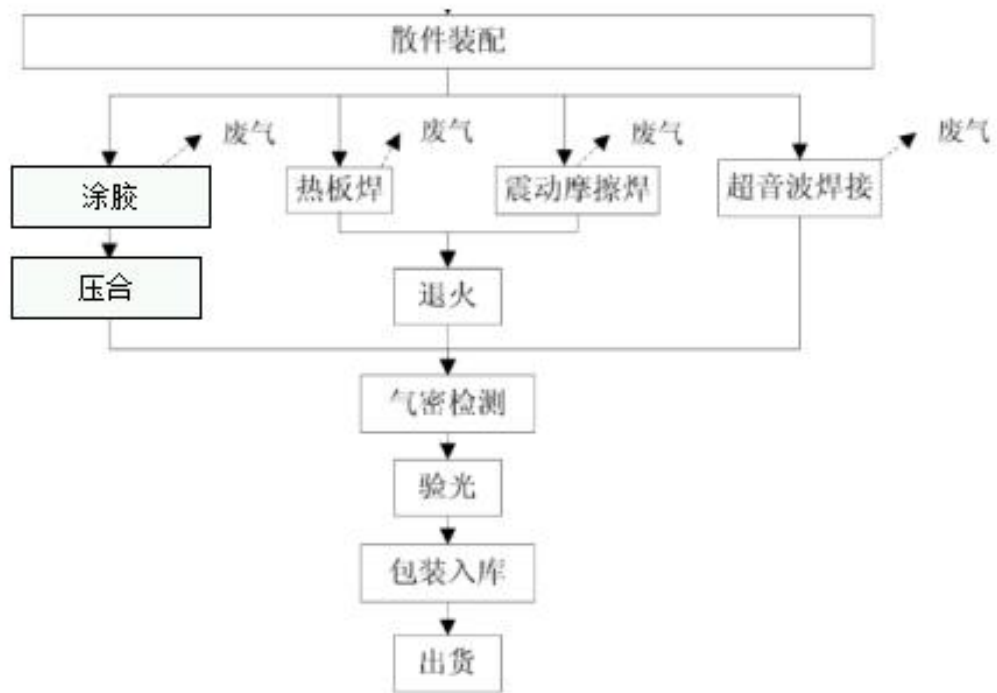 散件装配
废气
废气
废气
废气
涂胶
热板焊
震动摩擦焊
超音波焊接
压合
退火
气密检测
验光
包装入库
出货